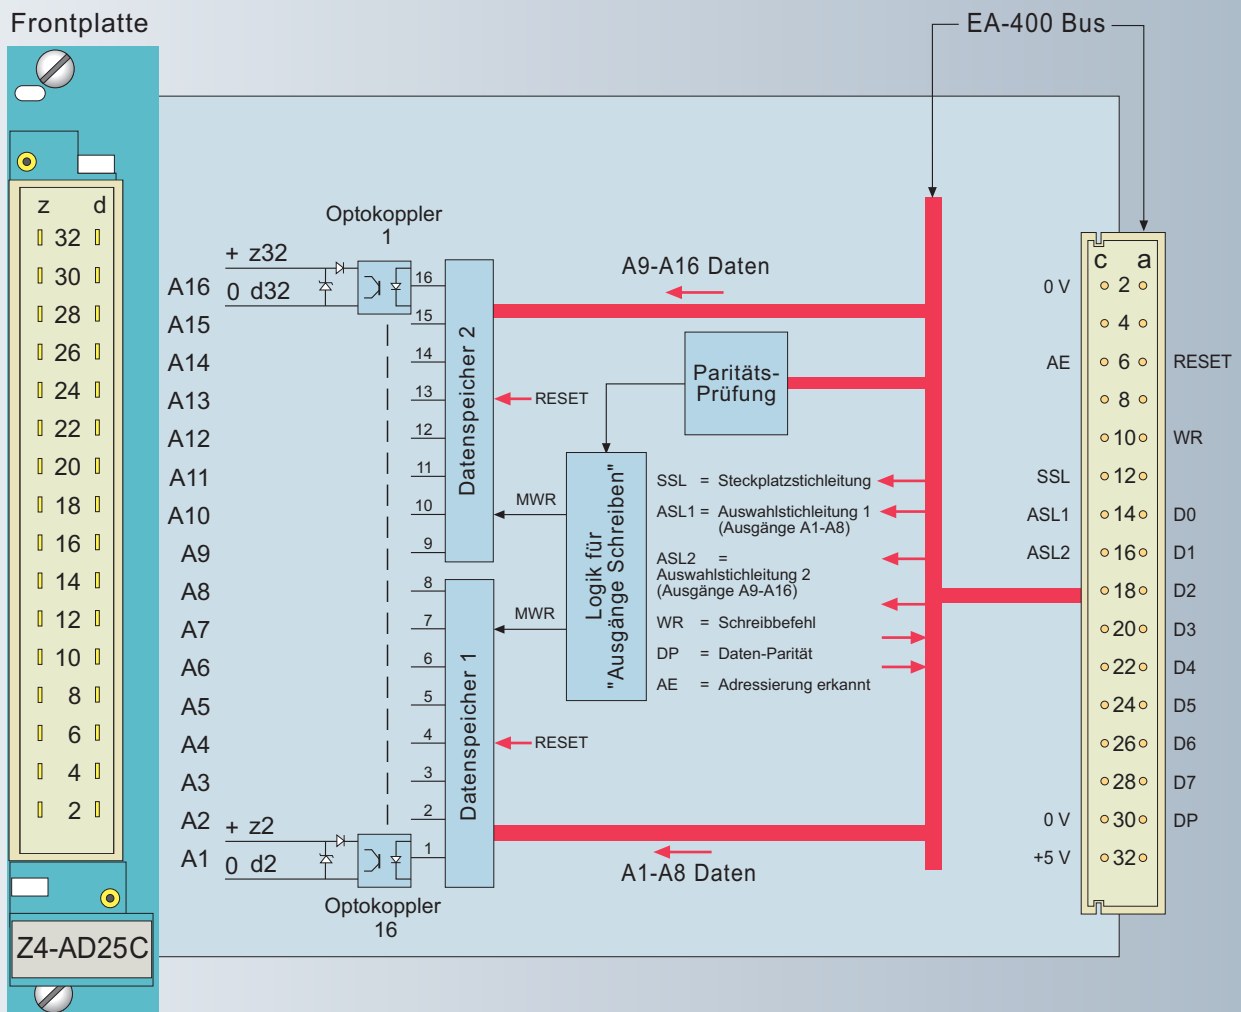 Frontplatte
EA-400 Bus
z d
32
30
28
26
24
22
20
18
16
14
12
10
8
6
4
2
Z4-AD25C
A16
A15
A14
A13
A12
A11
A10
A9
A8
A7
A6
A5
A4
A3
A2
A1
+ z32
0 d32
+ z2
0 d2
Optokoppler
1
Optokoppler
16
16
15
14
13
12
11
10
9
Datenspeicher 2
8
7
6
5
4
3
2
1
Datenspeicher 1
A9-A16 Daten
RESET
MWR
MWR
RESET
A1-A8 Daten
Paritäts-
Prüfung
Logik für
"Ausgänge Schreiben"
SSL = Steckplatzstichleitung
ASL1 = Auswahlstichleitung 1
(Ausgänge A1-A8)
ASL2 =
Auswahlstichleitung 2
(Ausgänge A9-A16)
WR = Schreibbefehl
DP = Daten-Parität
AE = Adressierung erkannt
c a
0 V 2
4
AE 6 RESET
8
10 WR
SSL 12
ASL1 14 D0
ASL2 16 D1
18 D2
20 D3
22 D4
24 D5
26 D6
28 D7
0 V 30 DP
+5 V 32